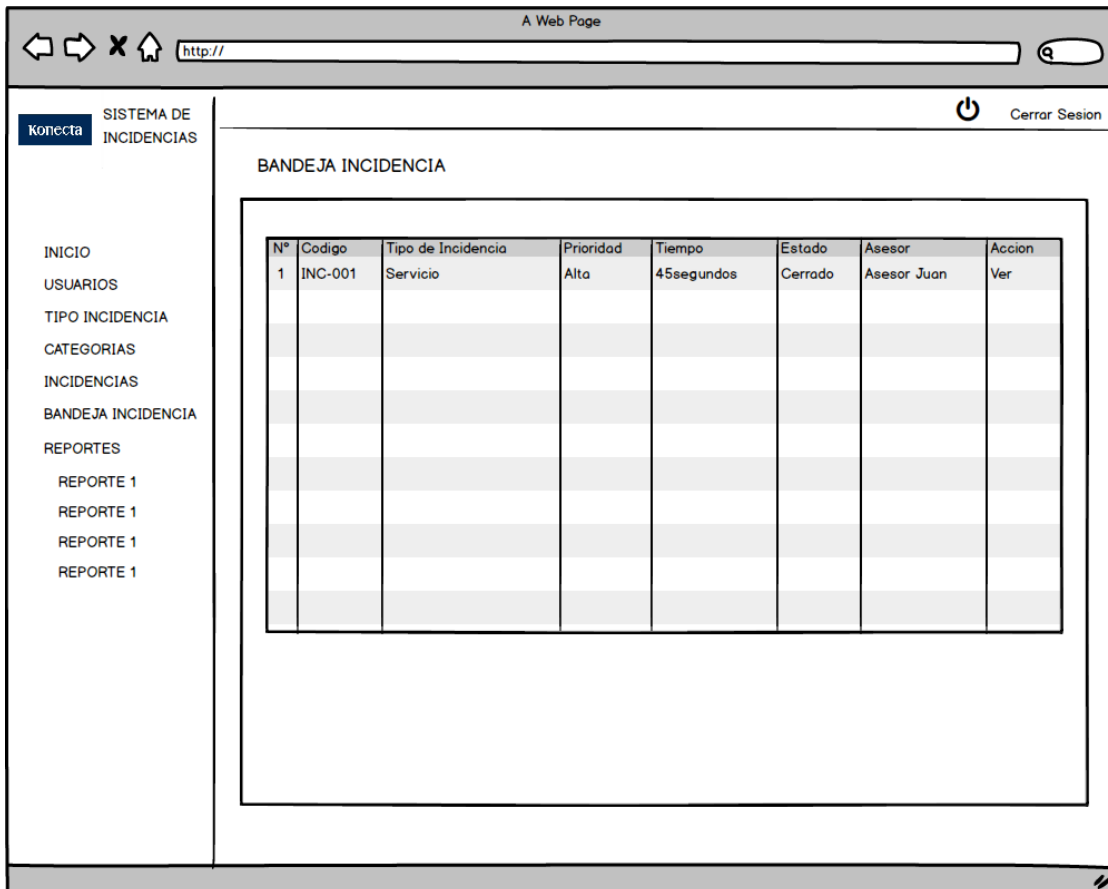 A Web Page
http://
Konecta
SISTEMA DE
INCIDENCIAS
Cerrar Sesion
BANDEJA INCIDENCIA
INICIO
USUARIOS
TIPO INCIDENCIA
CATEGORIAS
INCIDENCIAS
BANDEJA INCIDENCIA
REPORTES
REPORTE 1
REPORTE 1
REPORTE 1
REPORTE 1
N° Codigo Tipo de Incidencia Prioridad Tiempo Estado Asesor Accion
1 INC-001 Servicio Alta 45segundos Cerrado Asesor Juan Ver